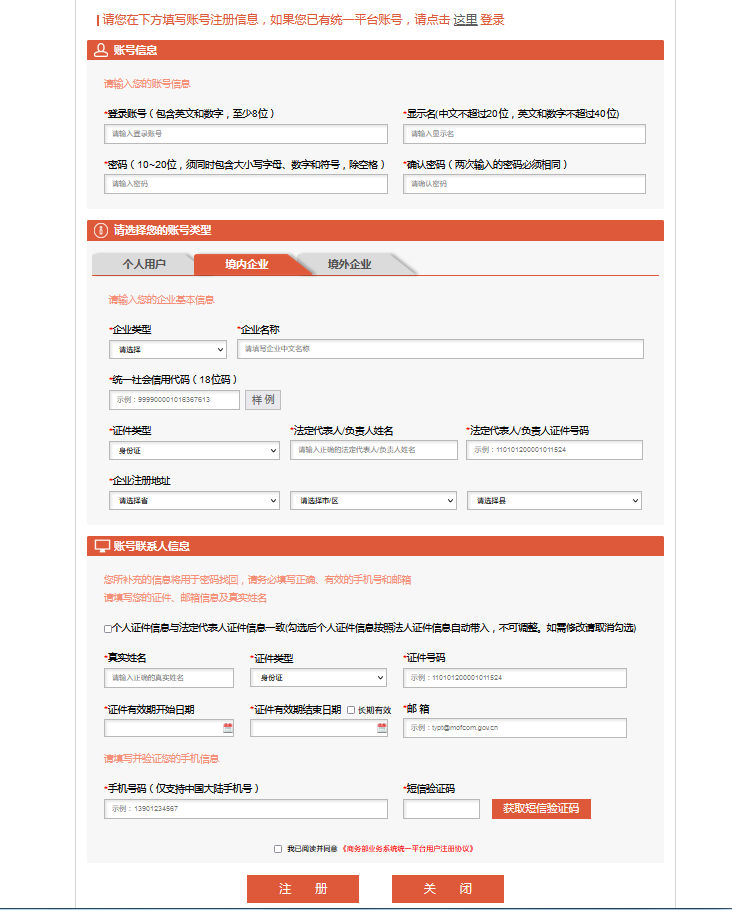 请您在下方填写账号注册信息，如果您已有统一平台账号，请点击 这里 登录
账号信息
请输入您的账号信息
*登录账号（包含英文和数字，至少8位） *显示名(中文不超过20位，英文和数字不超过40位)
请输入登录账号 请输入显示名
*密码（10~20位，须同时包含大小写字母、数字和符号，除空格） *确认密码（两次输入的密码必须相同）
请输入密码 请确认密码
请选择您的账号类型
个人用户 境内企业 境外企业
请输入您的企业基本信息
*企业类型 *企业名称
请选择 请填写企业中文名称
*统一社会信用代码（18位码）
示例：999900001016367613 样 例
*证件类型 *法定代表人/负责人姓名 *法定代表人/负责人证件号码
身份证 请输入正确的法定代表人/负责人姓名 示例：110101200001011524
*企业注册地址
请选择省 请选择市/区 请选择县
账号联系人信息
您所补充的信息将用于密码找回，请务必填写正确、有效的手机号和邮箱
请填写您的证件、邮箱信息及真实姓名
个人证件信息与法定代表人证件信息一致(勾选后个人证件信息按照法人证件信息自动带入，不可调整。如需修改请取消勾选)
*真实姓名 *证件类型 *证件号码
请输入正确的真实姓名 身份证 示例：110101200001011524
*证件有效期开始日期 *证件有效期结束日期 长期有效 *邮 箱
示例：typt@mofcom.gov.cn
请填写并验证您的手机信息
*手机号码（仅支持中国大陆手机号） *短信验证码
示例：13901234567 获取短信验证码
我已阅读并同意 《商务部业务系统统一平台用户注册协议》
注 册 关 闭